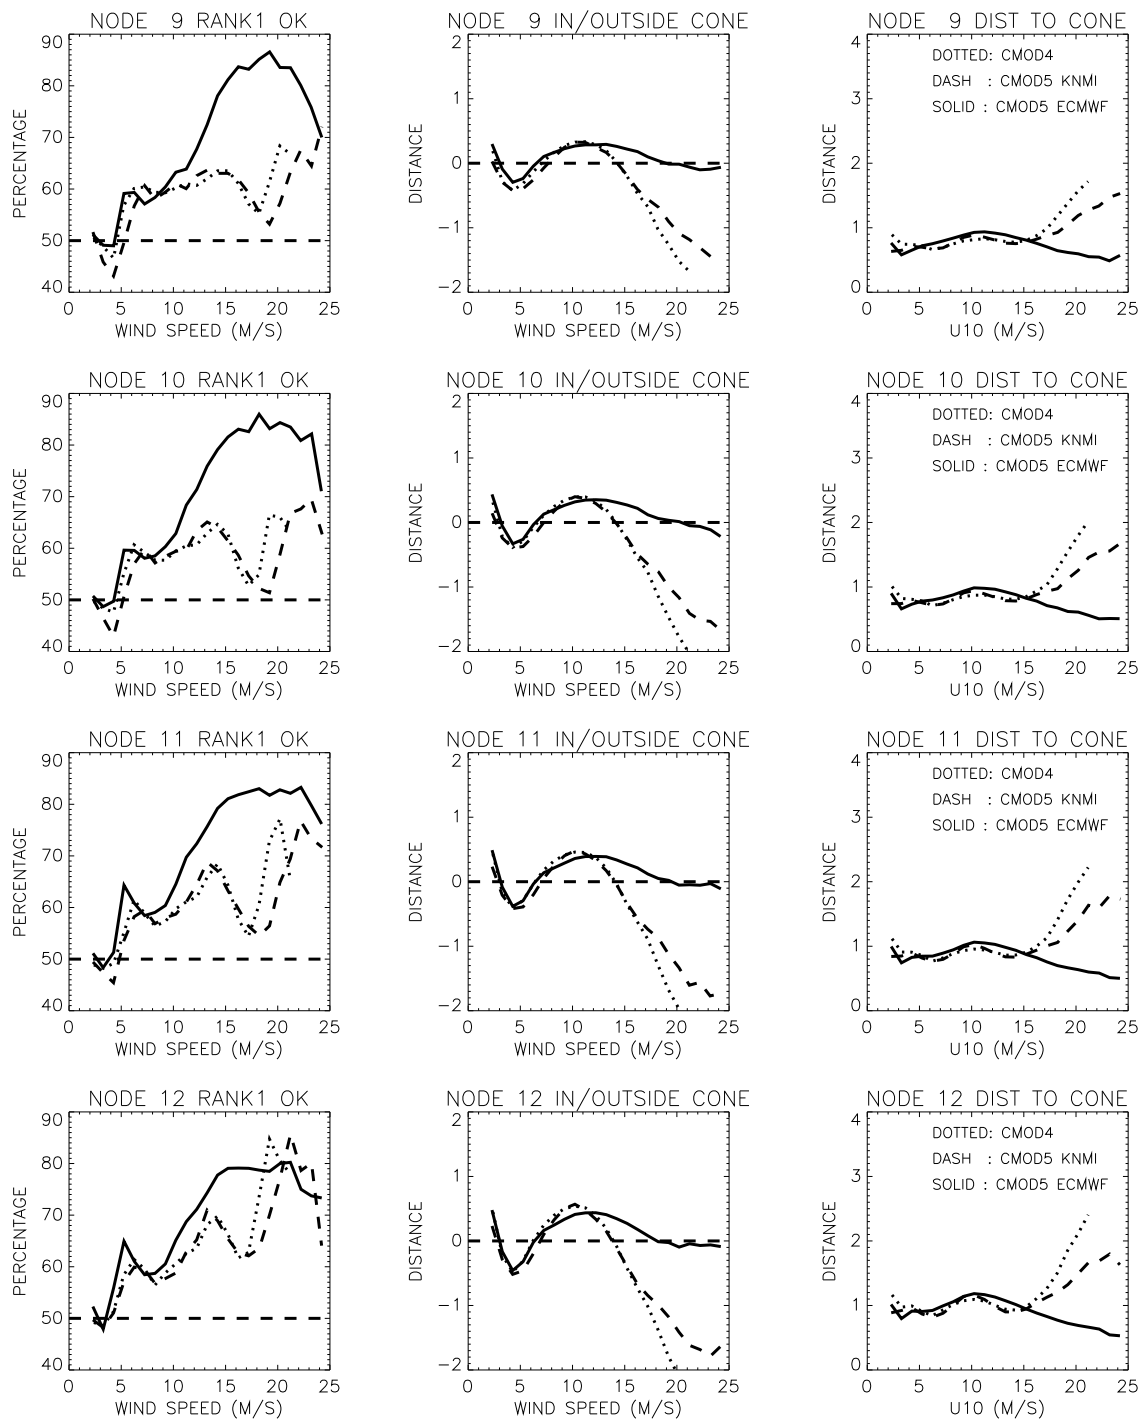 NODE 9 RANK1 OK
PERCENTAGE
90
80
70
60
50
40
0 5 10 15 20 25
WIND SPEED (M/S)
NODE 9 IN/OUTSIDE CONE
DISTANCE
2
1
0
−1
−2
0 5 10 15 20 25
WIND SPEED (M/S)
NODE 9 DIST TO CONE
DISTANCE
4
3
2
1
0
DOTTED: CMOD4
DASH : CMOD5 KNMI
SOLID : CMOD5 ECMWF
0 5 10 15 20 25
U10 (M/S)
NODE 10 RANK1 OK
PERCENTAGE
90
80
70
60
50
40
0 5 10 15 20 25
WIND SPEED (M/S)
NODE 10 IN/OUTSIDE CONE
DISTANCE
2
1
0
−1
−2
0 5 10 15 20 25
WIND SPEED (M/S)
NODE 10 DIST TO CONE
DISTANCE
4
3
2
1
0
DOTTED: CMOD4
DASH : CMOD5 KNMI
SOLID : CMOD5 ECMWF
0 5 10 15 20 25
U10 (M/S)
NODE 11 RANK1 OK
PERCENTAGE
90
80
70
60
50
40
0 5 10 15 20 25
WIND SPEED (M/S)
NODE 11 IN/OUTSIDE CONE
DISTANCE
2
1
0
−1
−2
0 5 10 15 20 25
WIND SPEED (M/S)
NODE 11 DIST TO CONE
DISTANCE
4
3
2
1
0
DOTTED: CMOD4
DASH : CMOD5 KNMI
SOLID : CMOD5 ECMWF
0 5 10 15 20 25
U10 (M/S)
NODE 12 RANK1 OK
PERCENTAGE
90
80
70
60
50
40
0 5 10 15 20 25
WIND SPEED (M/S)
NODE 12 IN/OUTSIDE CONE
DISTANCE
2
1
0
−1
−2
0 5 10 15 20 25
WIND SPEED (M/S)
NODE 12 DIST TO CONE
DISTANCE
4
3
2
1
0
DOTTED: CMOD4
DASH : CMOD5 KNMI
SOLID : CMOD5 ECMWF
0 5 10 15 20 25
U10 (M/S)